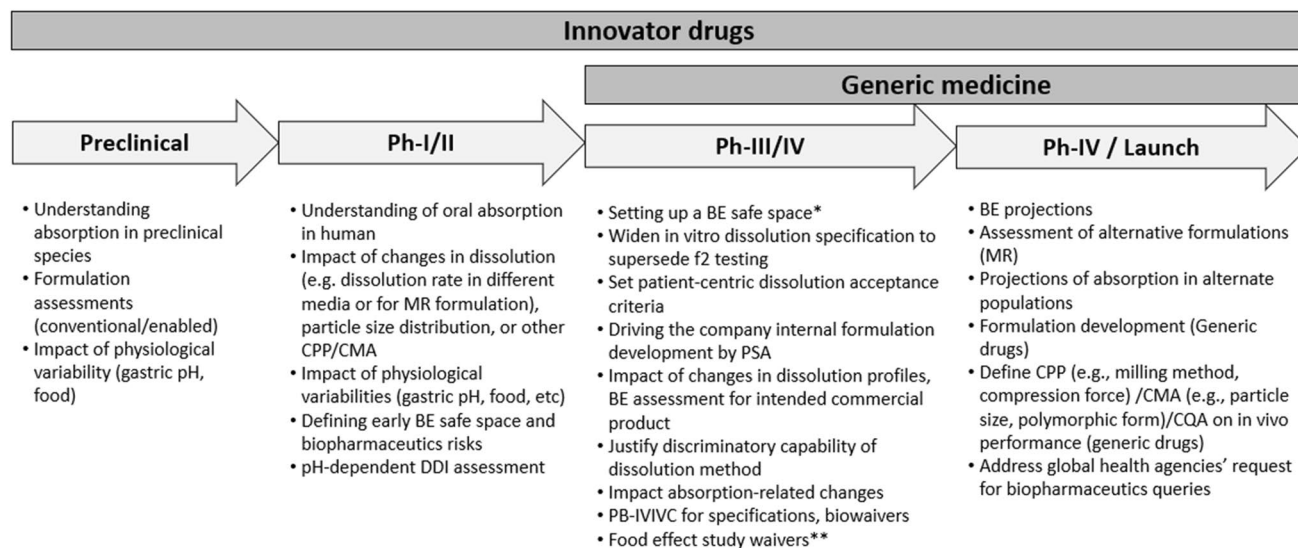 Innovator drugs
Generic medicine
Preclinical
Ph-I/II
Ph-III/IV
Ph-IV / Launch
• Understanding
absorption in preclinical
species
• Formulation
assessments
(conventional/enabled)
• Impact of physiological
variability (gastric pH,
food)
• Understanding of oral absorption
in human
• Impact of changes in dissolution
(e.g. dissolution rate in different
media or for MR formulation),
particle size distribution, or other
CPP/CMA
• Impact of physiological
variabilities (gastric pH, food, etc)
• Defining early BE safe space and
biopharmaceutics risks
• pH-dependent DDI assessment
• Setting up a BE safe space*
• Widen in vitro dissolution specification to
supersede f2 testing
• Set patient-centric dissolution acceptance
criteria
• Driving the company internal formulation
development by PSA
• Impact of changes in dissolution profiles,
BE assessment for intended commercial
product
• Justify discriminatory capability of
dissolution method
• Impact absorption-related changes
• PB-IVIVC for specifications, biowaivers
• Food effect study waivers**
• BE projections
• Assessment of alternative formulations
(MR)
• Projections of absorption in alternate
populations
• Formulation development (Generic
drugs)
• Define CPP (e.g., milling method,
compression force) /CMA (e.g., particle
size, polymorphic form)/CQA on in vivo
performance (generic drugs)
• Address global health agencies’ request
for biopharmaceutics queries